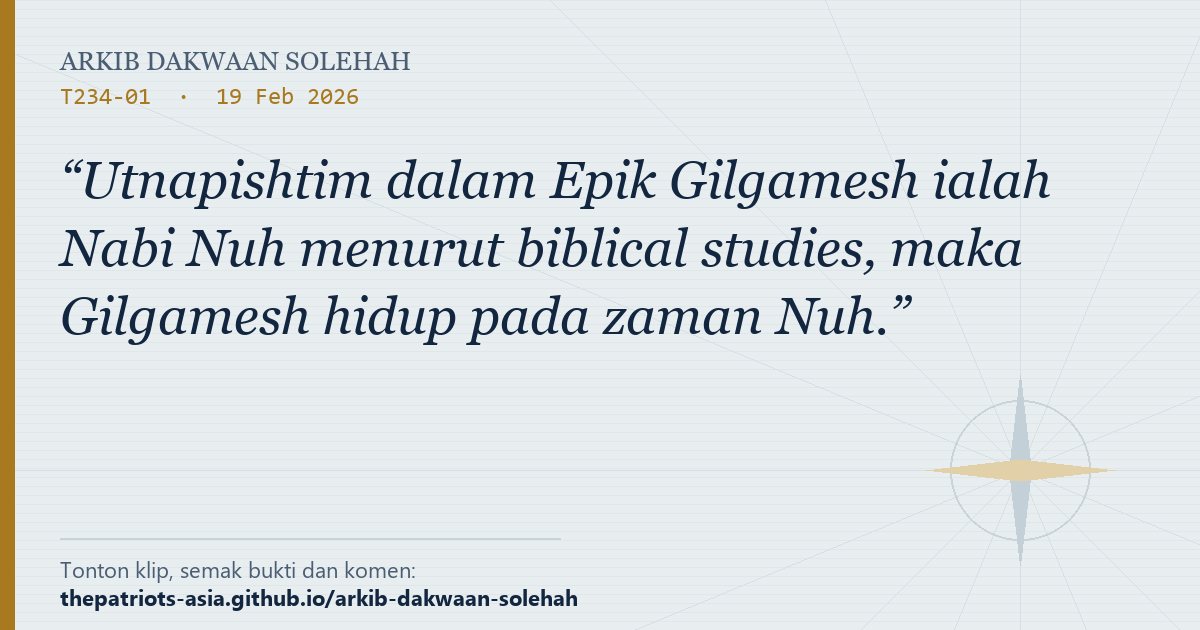 ARKIB DAKWAAN SOLEHAH
T234-01 · 19 Feb 2026
“Utnapishtim dalam Epik Gilgamesh ialah
Nabi Nuh menurut biblical studies, maka
Gilgamesh hidup pada zaman Nuh.”
Tonton klip, semak bukti dan komen:
thepatriots-asia.github.io/arkib-dakwaan-solehah